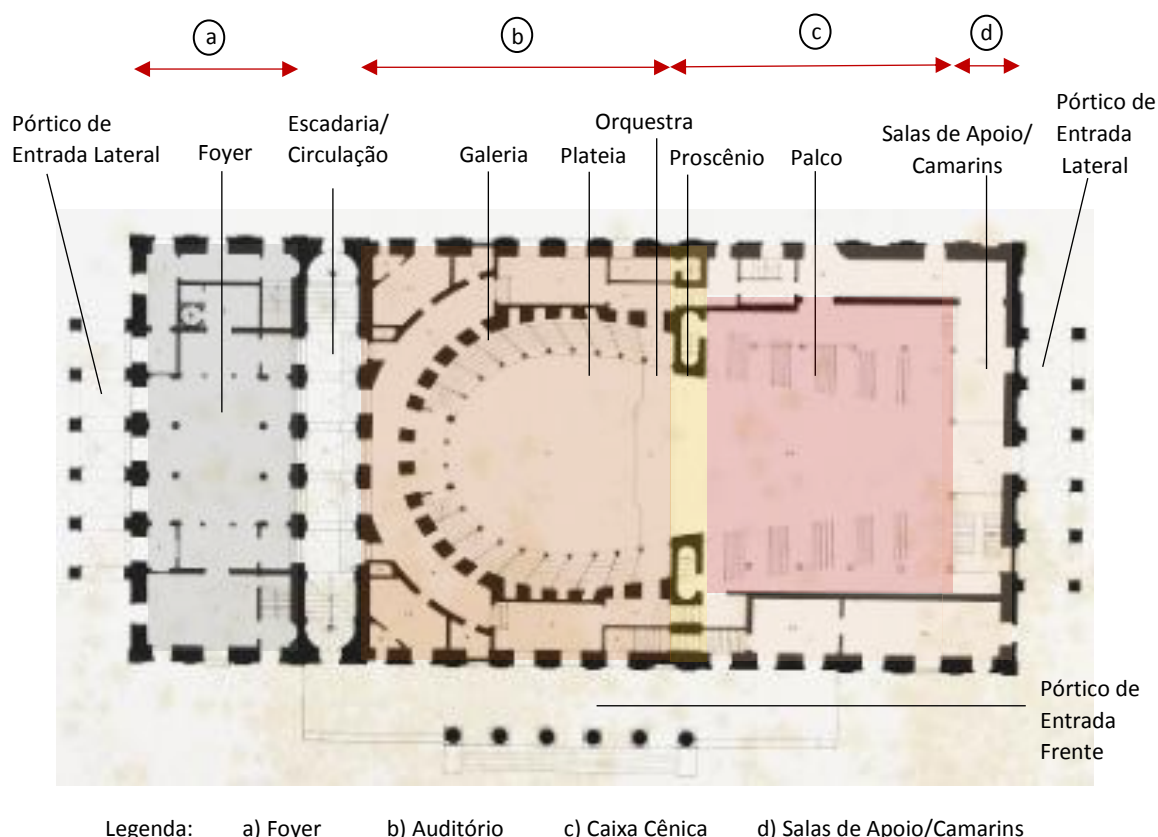 a
b
c
d
Pórtico de
Entrada Lateral
Foyer
Escadaria/
Circulação
Galeria
Plateia
Orquestra
Proscênio
Palco
Salas de Apoio/
Camarins
Pórtico de
Entrada
Lateral
Pórtico de
Entrada
Frente
Legenda: a) Foyer b) Auditório c) Caixa Cênica d) Salas de Apoio/Camarins